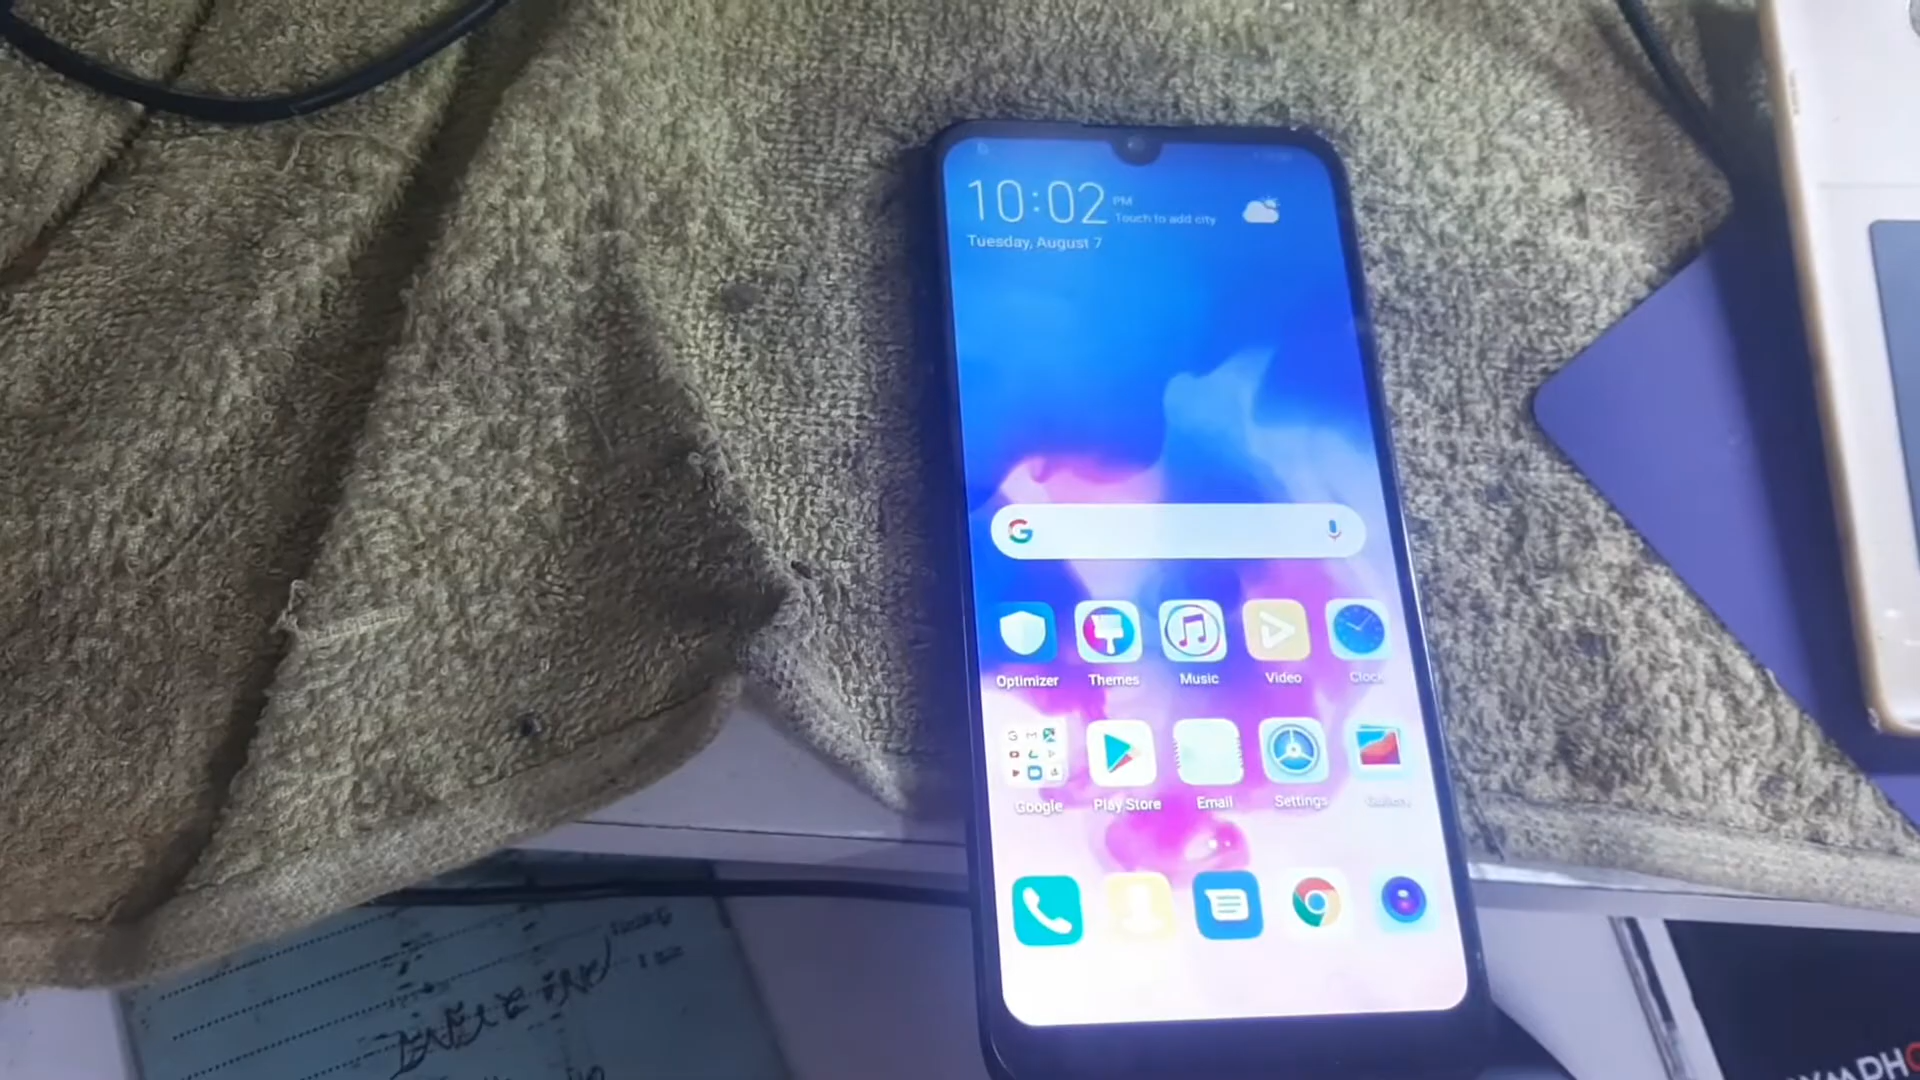 10:02 PM
Touch to add city
Tuesday, August 7
Optimizer Themes Music Video Clock
Google Play Store Email Settings Gallery